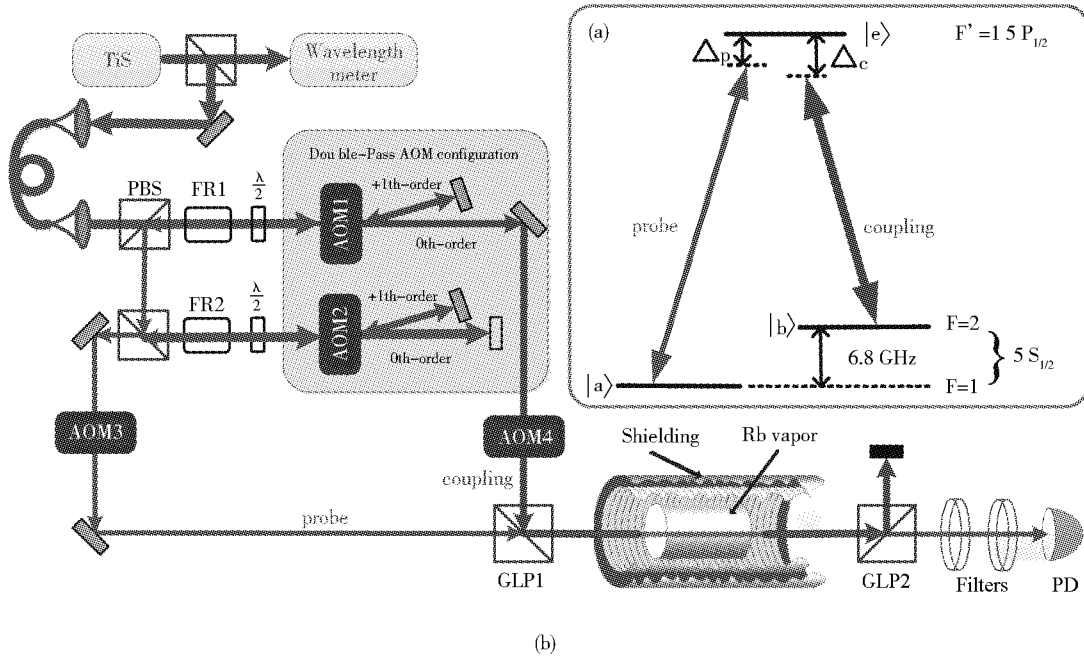 TiS
Wavelength
meter
Double-Pass AOM configuration
PBS
FR1
λ/2
AOM1
+1th-order
0th-order
FR2
λ/2
AOM2
+1th-order
0th-order
AOM3
AOM4
coupling
probe
GLP1
Shielding
Rb vapor
GLP2
Filters
PD
(a)
|e⟩
F' =1 5 P1/2
Δp
Δc
probe
coupling
|b⟩
F=2
6.8 GHz
5 S1/2
|a⟩
F=1
(b)